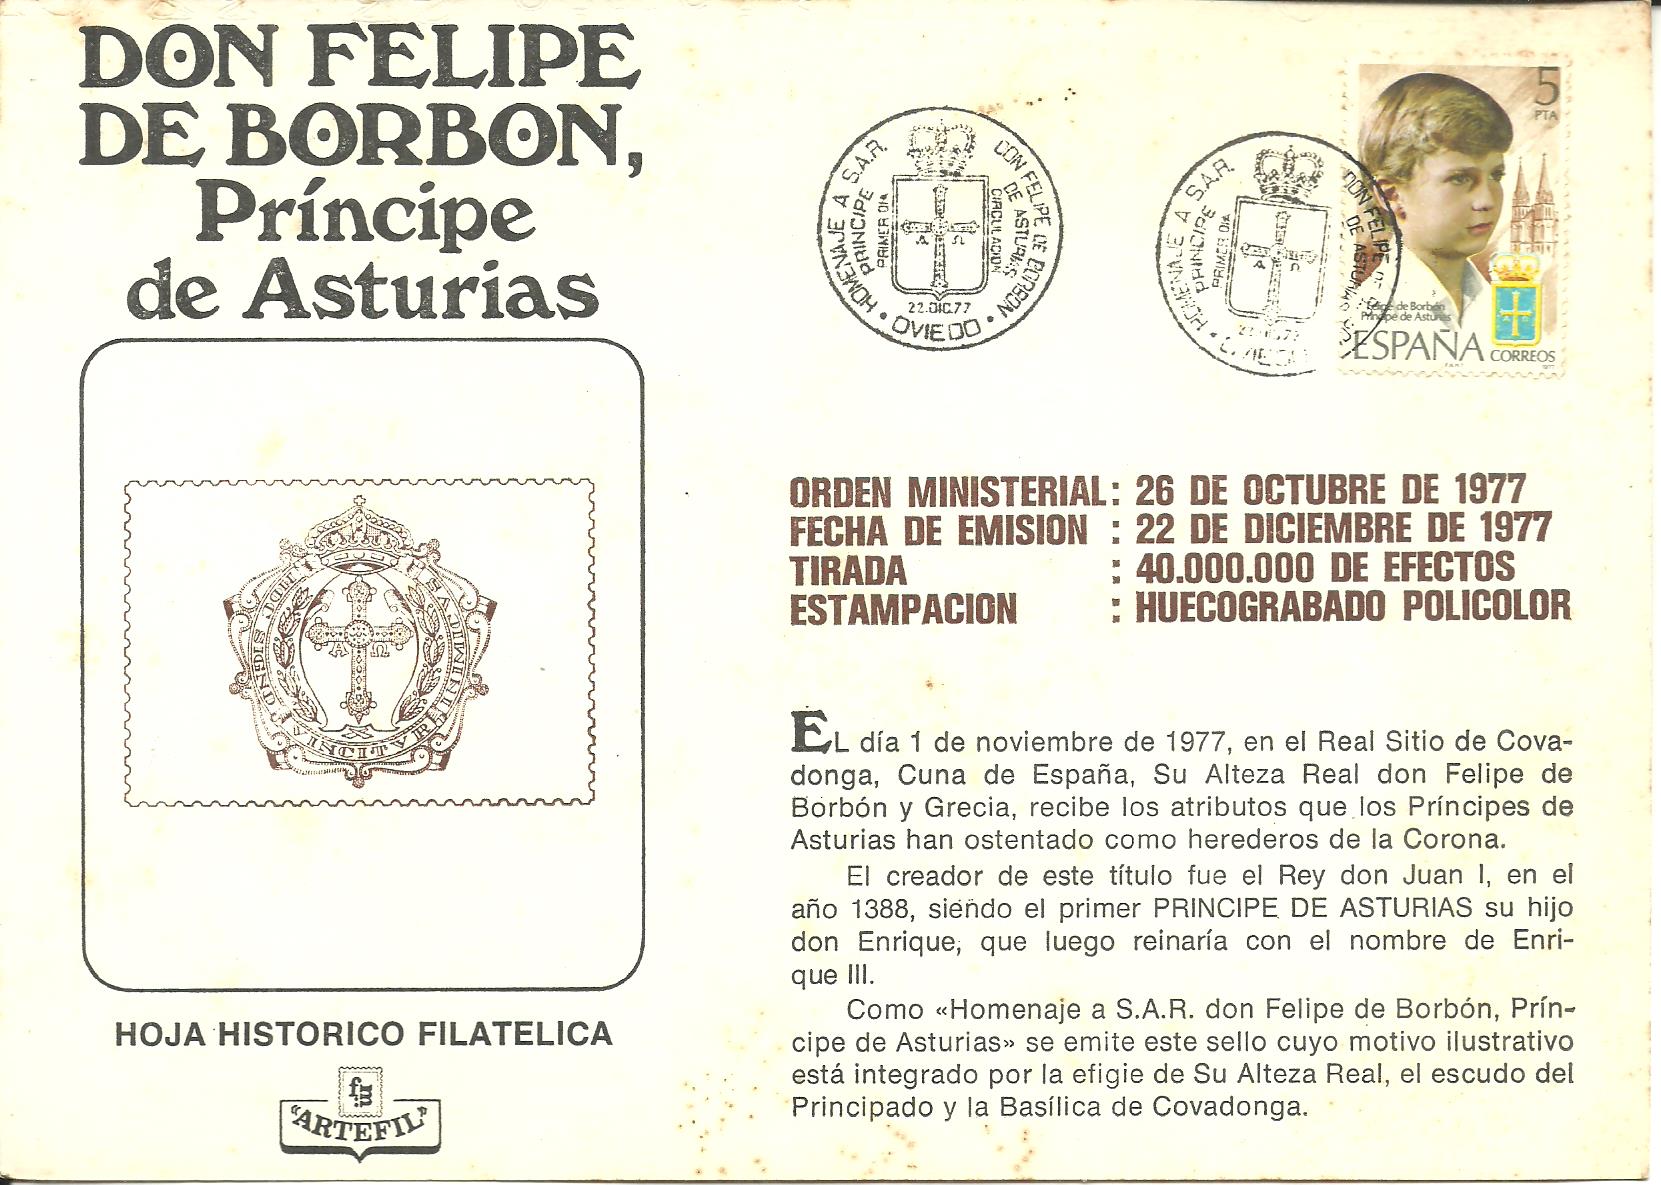 DON FELIPE
DE BORBON,
Príncipe
de Asturias
HOJA HISTORICO FILATELICA
fm
"ARTEFIL"
HOMENAJE A S.A.R. DON FELIPE DE BORBON
PRINCIPE DE ASTURIAS
PRIMER DIA CIRCULACION
22.DIC.77
• OVIEDO •
HOMENAJE A S.A.R. DON FELIPE
PRINCIPE DE ASTURIAS
PRIMER DIA
5
PTA
Felipe de Borbón
Príncipe de Asturias
ESPAÑA CORREOS
1977
ORDEN MINISTERIAL: 26 DE OCTUBRE DE 1977
FECHA DE EMISION : 22 DE DICIEMBRE DE 1977
TIRADA : 40.000.000 DE EFECTOS
ESTAMPACION : HUECOGRABADO POLICOLOR
EL día 1 de noviembre de 1977, en el Real Sitio de Cova-
donga, Cuna de España, Su Alteza Real don Felipe de
Borbón y Grecia, recibe los atributos que los Príncipes de
Asturias han ostentado como herederos de la Corona.
El creador de este título fue el Rey don Juan I, en el
año 1388, siendo el primer PRINCIPE DE ASTURIAS su hijo
don Enrique, que luego reinaría con el nombre de Enri-
que III.
Como «Homenaje a S.A.R. don Felipe de Borbón, Prín-
cipe de Asturias» se emite este sello cuyo motivo ilustrativo
está integrado por la efigie de Su Alteza Real, el escudo del
Principado y la Basílica de Covadonga.